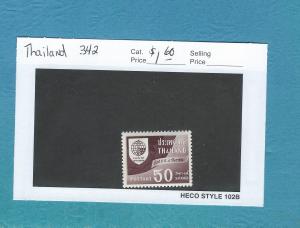 Thailand 342 Cat. Price $1.60 Selling Price
ประเทศไทย
THAILAND
POSTAGE 50
HECO STYLE 102B